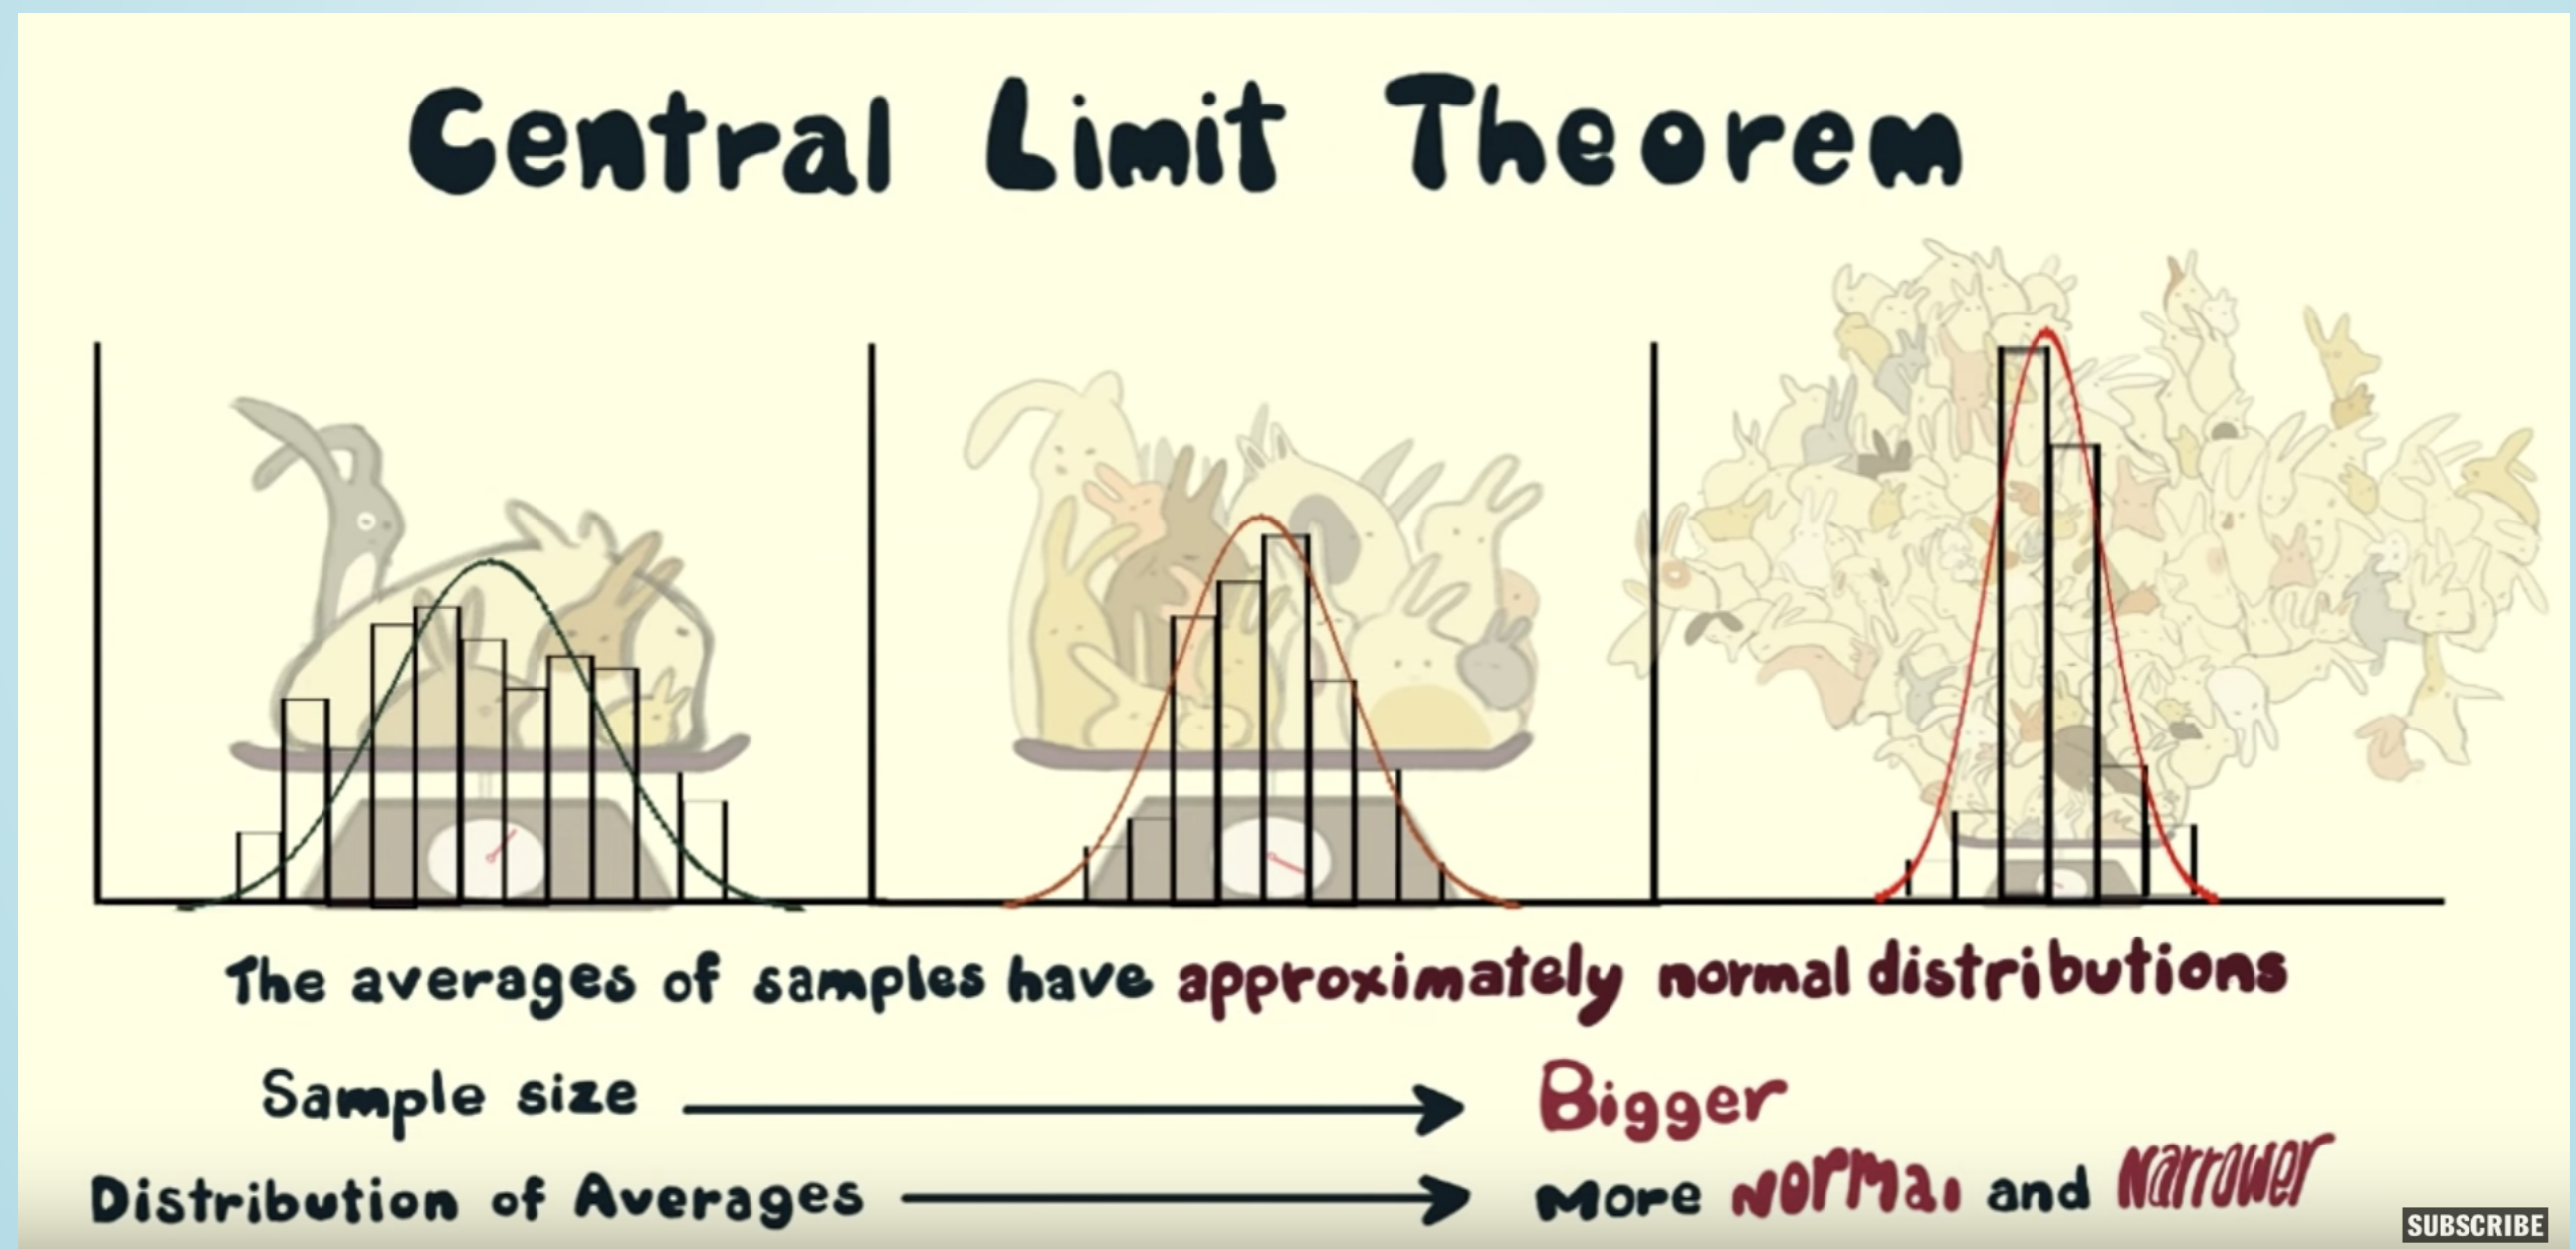 Central Limit Theorem
The averages of samples have approximately normal distributions
Sample size Bigger
Distribution of Averages More Normal and Narrower
SUBSCRIBE